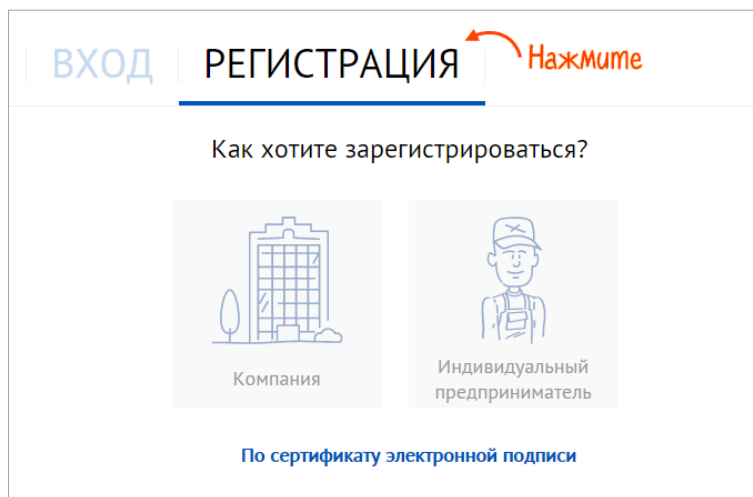 ВХОД
РЕГИСТРАЦИЯ
Нажмите
Как хотите зарегистрироваться?
Компания
Индивидуальный
предприниматель
По сертификату электронной подписи